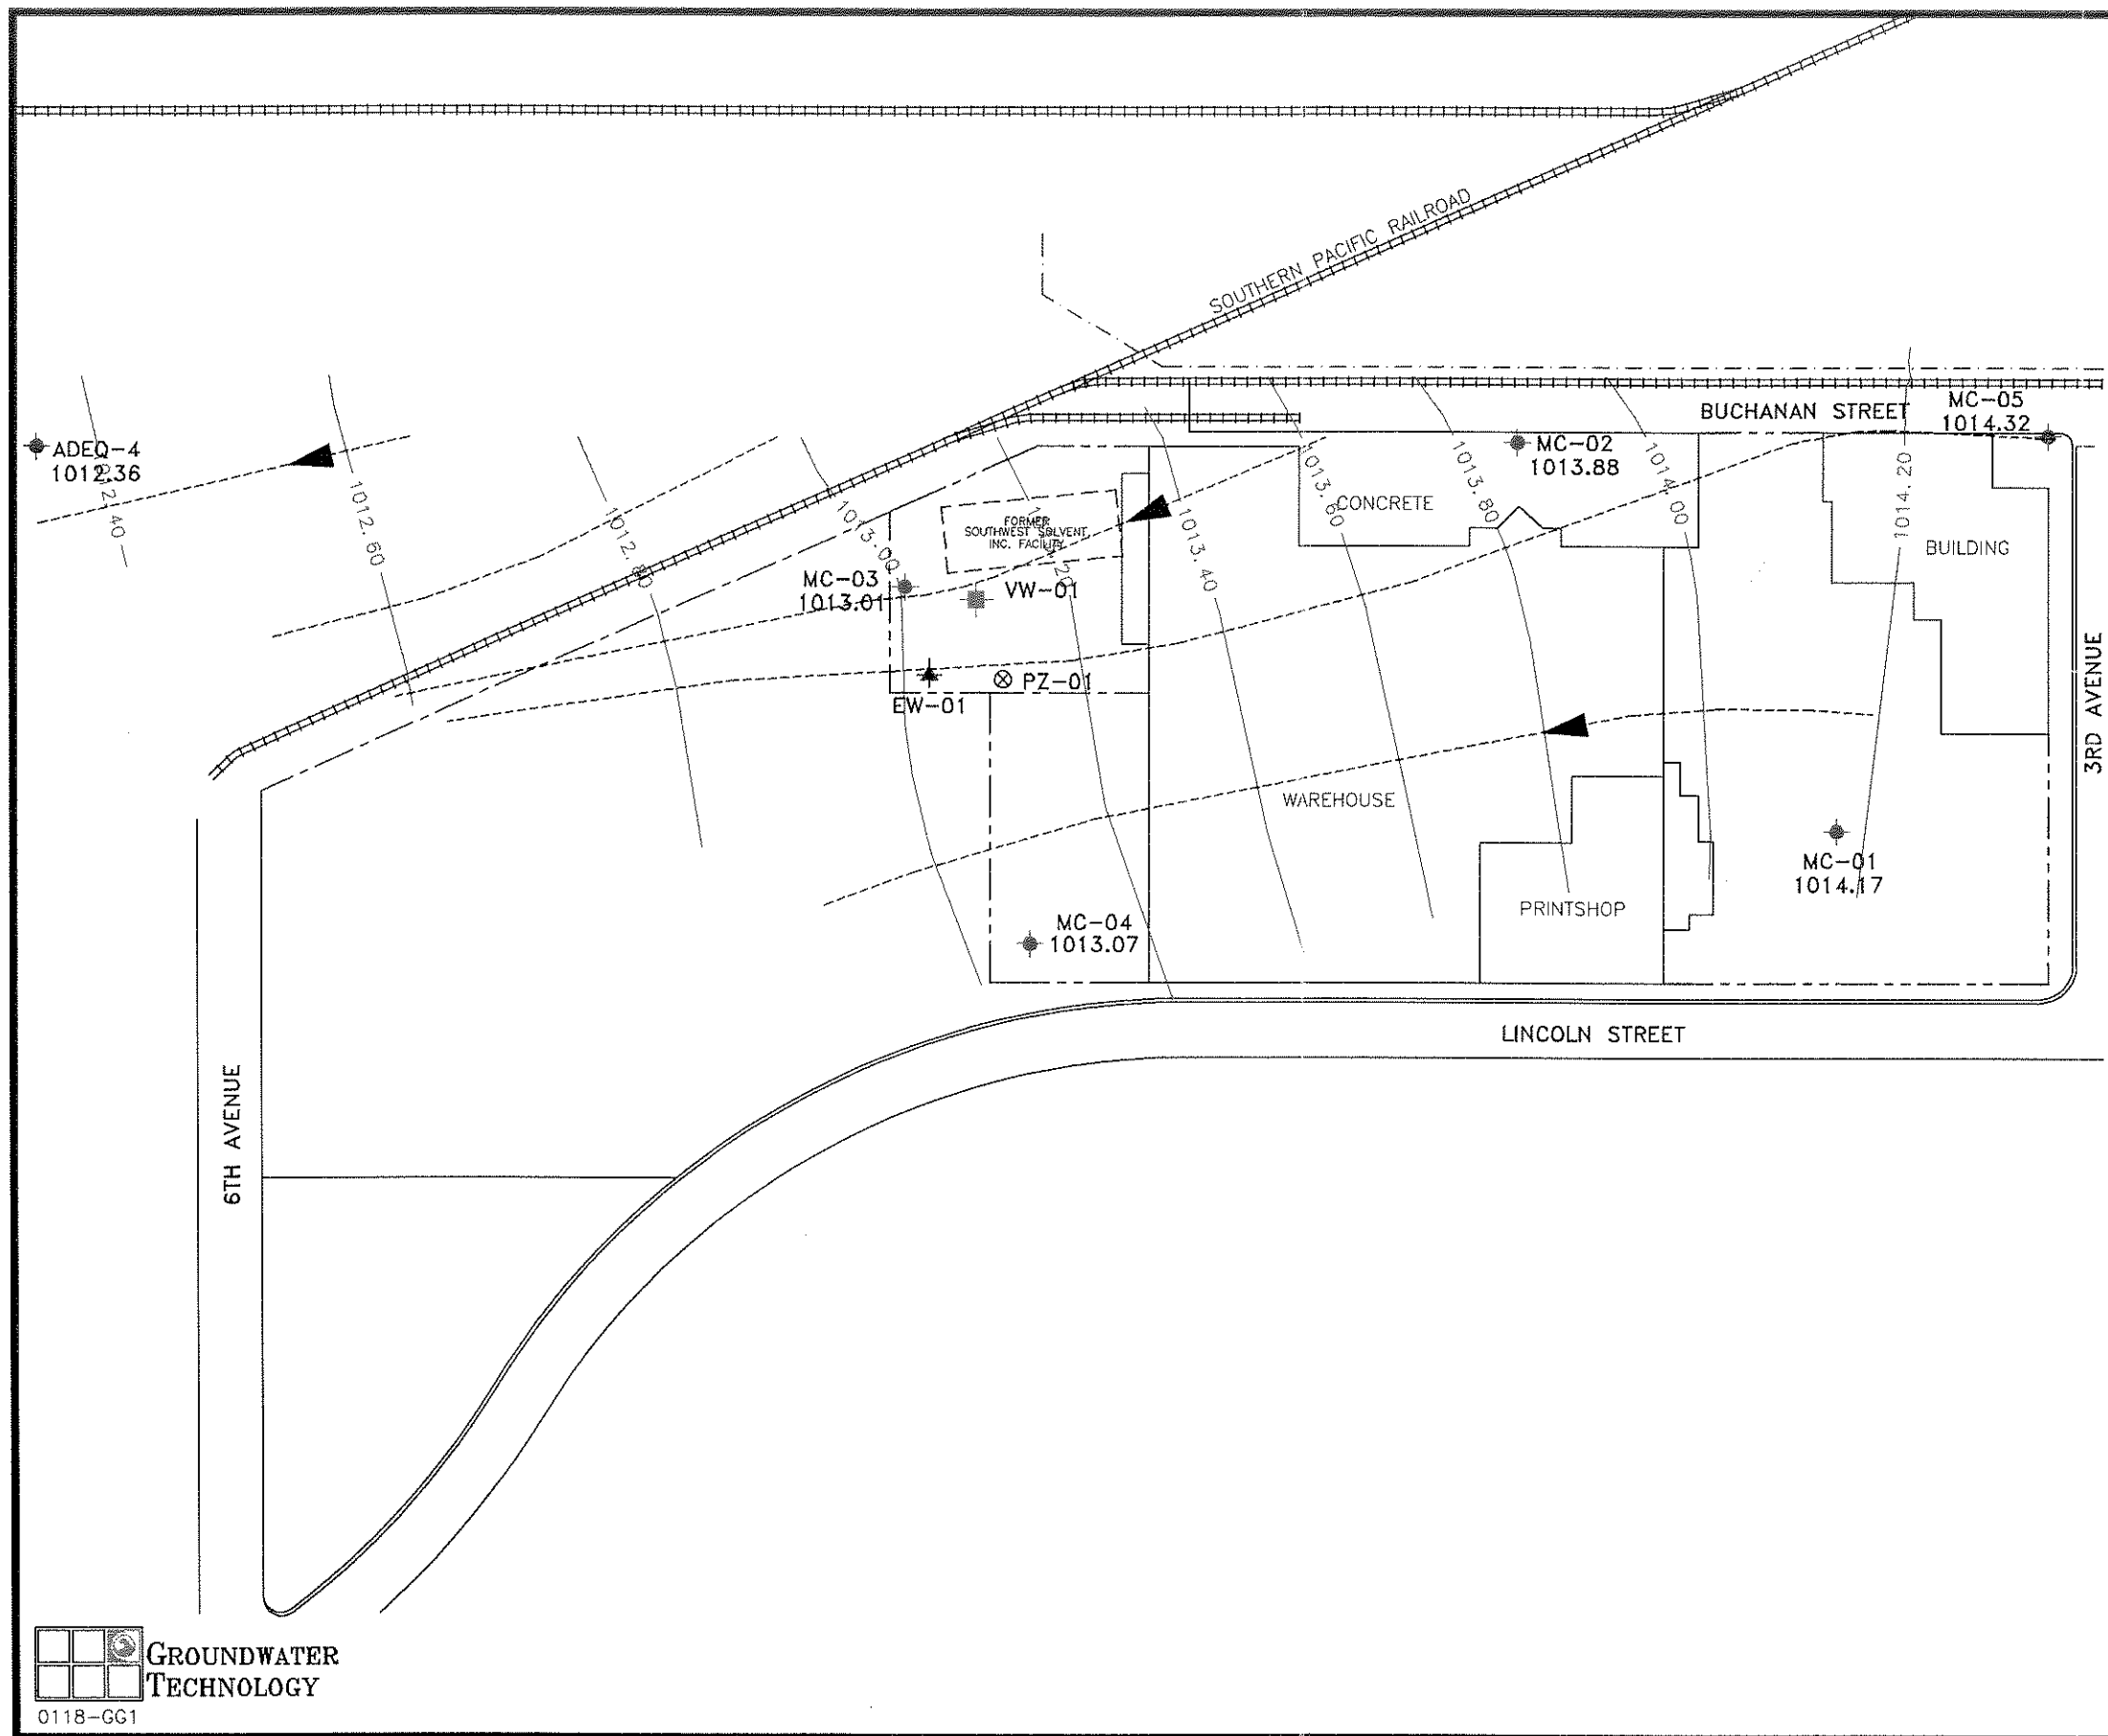 SOUTHERN PACIFIC RAILROAD
BUCHANAN STREET
MC-05
1014.32
ADEQ-4
1012.36
1012.40
1012.60
1012.80
1013.00
FORMER
SOUTHWEST SOLVENT
INC. FACILITY
1013.40
1013.60
CONCRETE
1013.80
MC-02
1013.88
1014.00
1014.20
BUILDING
MC-03
1013.01
VW-01
EW-01
PZ-01
3RD AVENUE
WAREHOUSE
MC-01
1014.17
PRINTSHOP
MC-04
1013.07
LINCOLN STREET
6TH AVENUE
GROUNDWATER
TECHNOLOGY
0118-GG1